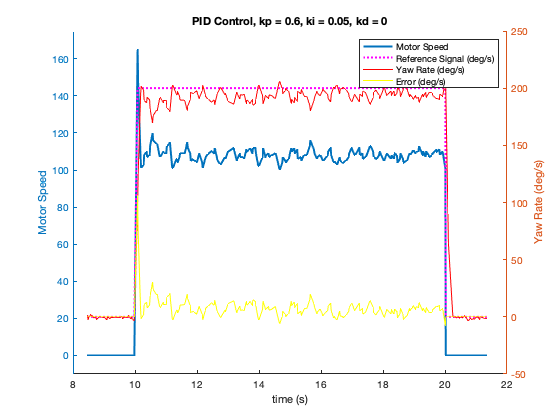 PID Control, kp = 0.6, ki = 0.05, kd = 0
Motor Speed
Reference Signal (deg/s)
Yaw Rate (deg/s)
Error (deg/s)
160
140
120
100
80
60
40
20
0
Motor Speed
250
200
150
100
50
0
-50
Yaw Rate (deg/s)
8 10 12 14 16 18 20 22
time (s)